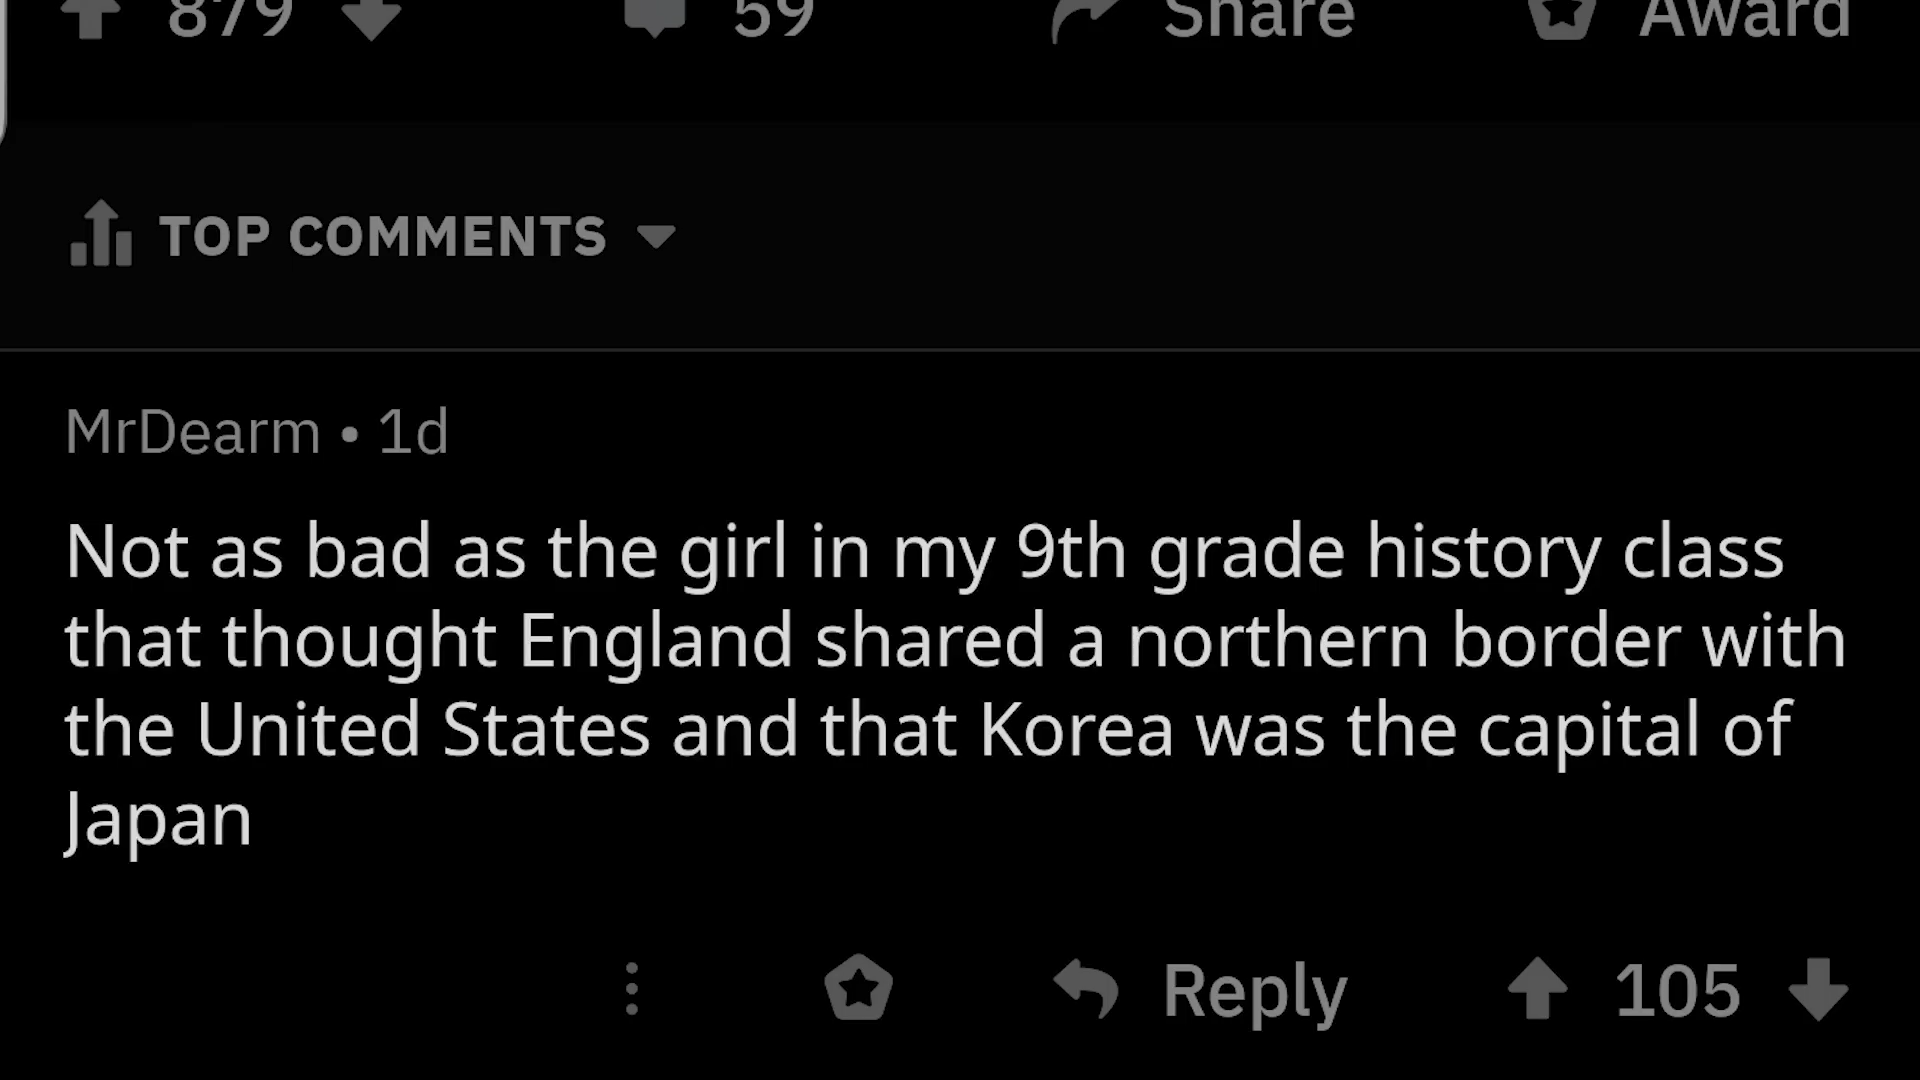 879 59 Share Award
TOP COMMENTS
MrDearm • 1d
Not as bad as the girl in my 9th grade history class
that thought England shared a northern border with
the United States and that Korea was the capital of
Japan
Reply 105